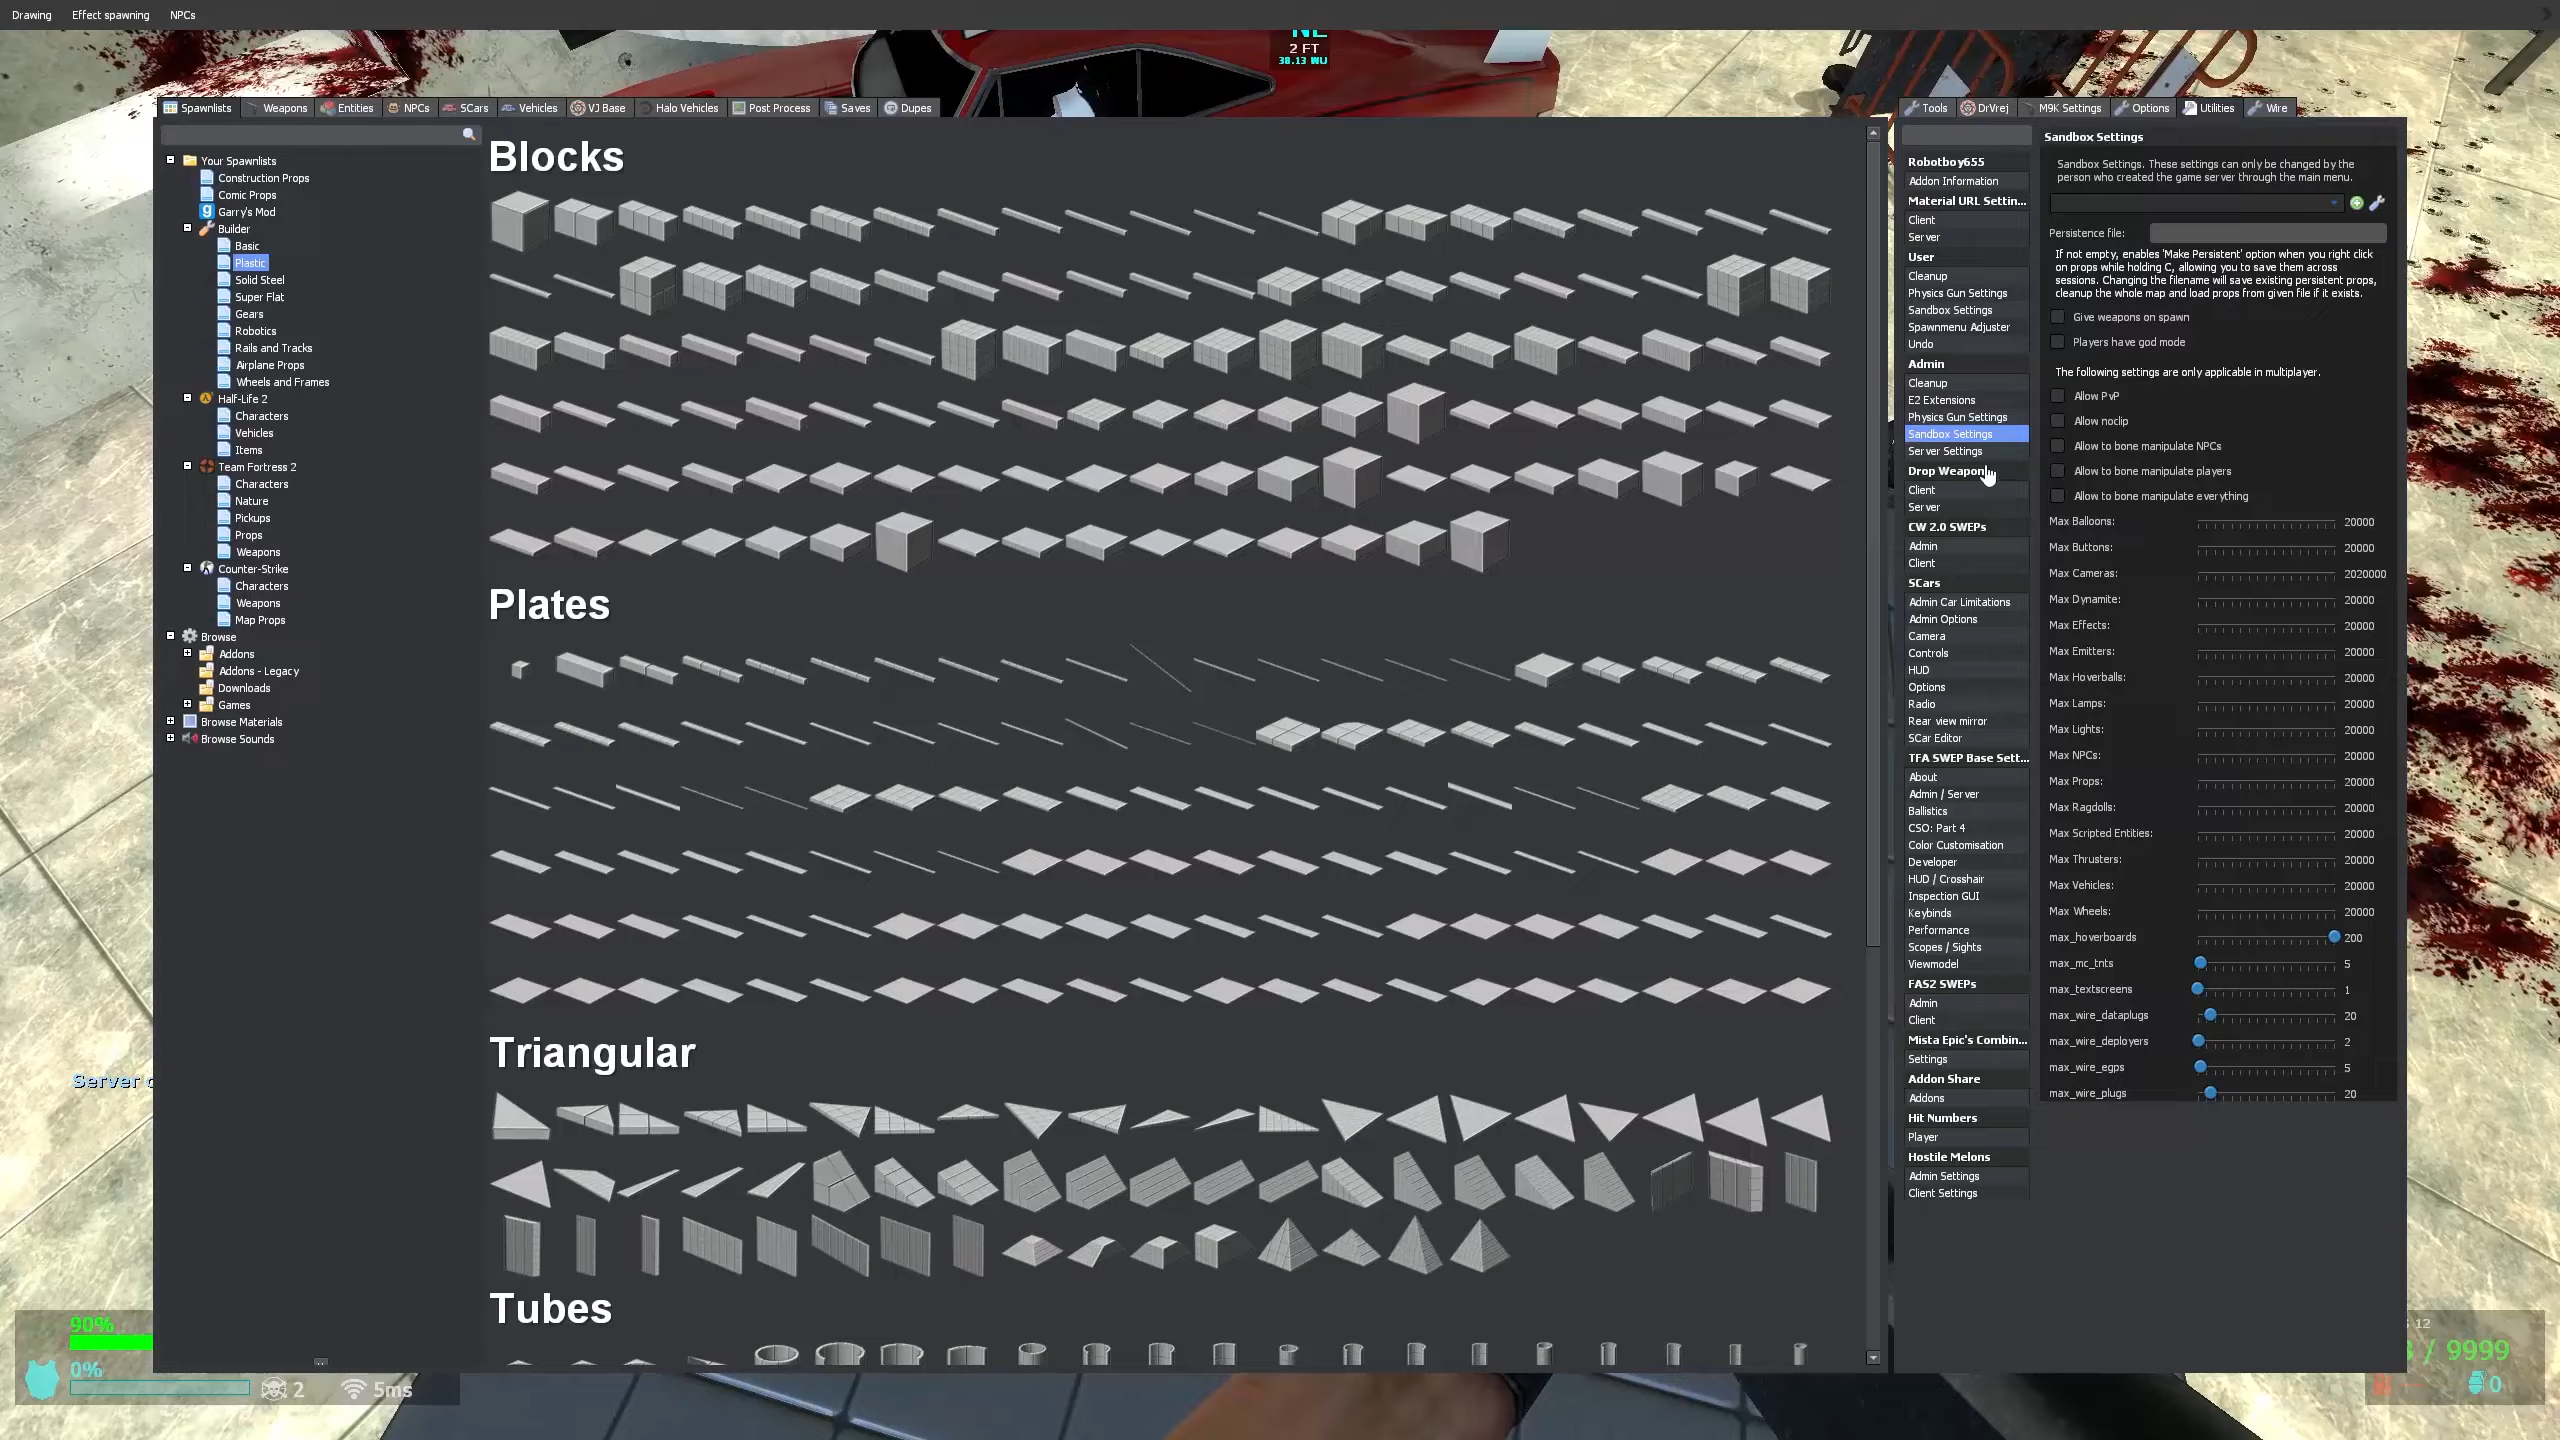 Drawing Effect spawning NPCs
2 FT
38.13 WU
Spawnlists Weapons Entities NPCs SCars Vehicles VJ Base Halo Vehicles Post Process Saves Dupes
Your Spawnlists
Construction Props
Comic Props
Garry's Mod
Builder
Basic
Plastic
Solid Steel
Super Flat
Gears
Robotics
Rails and Tracks
Airplane Props
Wheels and Frames
Half-Life 2
Characters
Vehicles
Items
Team Fortress 2
Characters
Nature
Pickups
Props
Weapons
Counter-Strike
Characters
Weapons
Map Props
Browse
Addons
Addons - Legacy
Downloads
Games
Browse Materials
Browse Sounds
Blocks
Plates
Triangular
Tubes
Tools DrVrej M9K Settings Options Utilities Wire
Robotboy655
Addon Information
Material URL Settin...
Client
Server
User
Cleanup
Physics Gun Settings
Sandbox Settings
Spawnmenu Adjuster
Undo
Admin
Cleanup
E2 Extensions
Physics Gun Settings
Sandbox Settings
Server Settings
Drop Weapon
Client
Server
CW 2.0 SWEPs
Admin
Client
SCars
Admin Car Limitations
Admin Options
Camera
Controls
HUD
Options
Radio
Rear view mirror
SCar Editor
TFA SWEP Base Sett...
About
Admin / Server
Ballistics
CSO: Part 4
Color Customisation
Developer
HUD / Crosshair
Inspection GUI
Keybinds
Performance
Scopes / Sights
Viewmodel
FAS2 SWEPs
Admin
Client
Mista Epic's Combin...
Settings
Addon Share
Addons
Hit Numbers
Player
Hostile Melons
Admin Settings
Client Settings
Sandbox Settings
Sandbox Settings. These settings can only be changed by the
person who created the game server through the main menu.
Persistence file:
If not empty, enables 'Make Persistent' option when you right click
on props while holding C, allowing you to save them across
sessions. Changing the filename will save existing persistent props,
cleanup the whole map and load props from given file if it exists.
Give weapons on spawn
Players have god mode
The following settings are only applicable in multiplayer.
Allow PvP
Allow noclip
Allow to bone manipulate NPCs
Allow to bone manipulate players
Allow to bone manipulate everything
Max Balloons: 20000
Max Buttons: 20000
Max Cameras: 2020000
Max Dynamite: 20000
Max Effects: 20000
Max Emitters: 20000
Max Hoverballs: 20000
Max Lamps: 20000
Max Lights: 20000
Max NPCs: 20000
Max Props: 20000
Max Ragdolls: 20000
Max Scripted Entities: 20000
Max Thrusters: 20000
Max Vehicles: 20000
Max Wheels: 20000
max_hoverboards 200
max_mc_tnts 5
max_textscreens 1
max_wire_dataplugs 20
max_wire_deployers 2
max_wire_egps 5
max_wire_plugs 20
Server
90%
0%
2 5ms
12
/ 9999
0